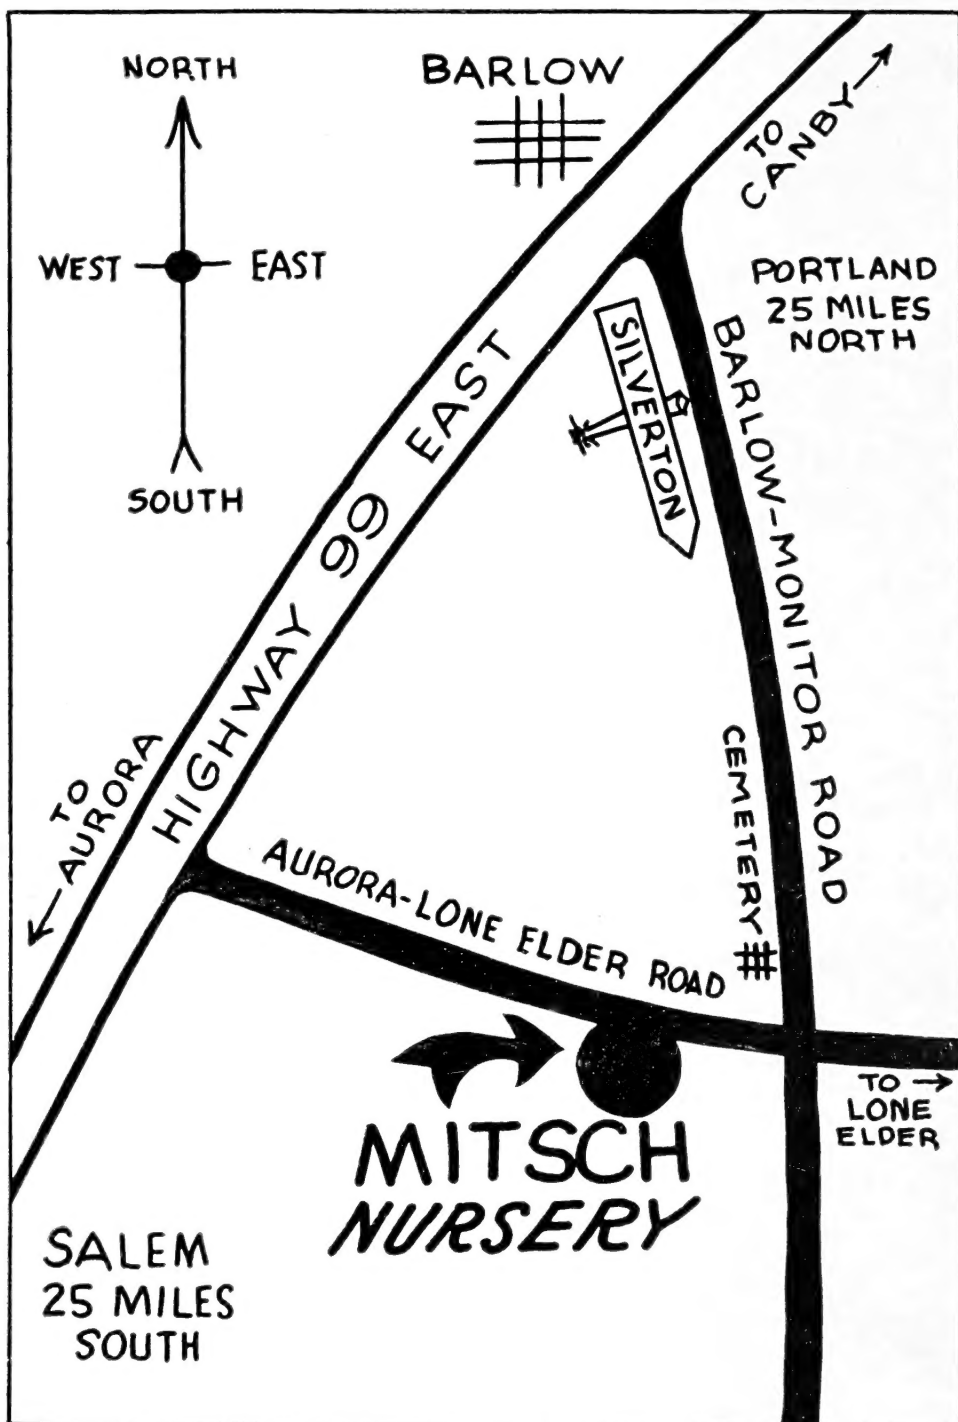 NORTH
WEST EAST
SOUTH
BARLOW
TO
CANBY
PORTLAND
25 MILES
NORTH
SILVERTON
BARLOW-MONITOR ROAD
HIGHWAY 99 EAST
TO
AURORA
CEMETERY
AURORA-LONE ELDER ROAD
TO
LONE
ELDER
MITSCH
NURSERY
SALEM
25 MILES
SOUTH